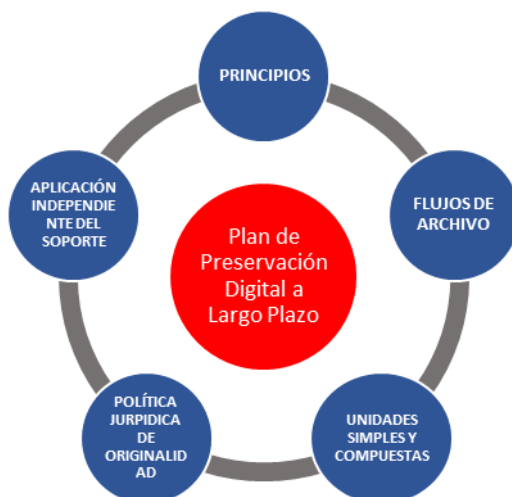 PRINCIPIOS
FLUJOS DE
ARCHIVO
UNIDADES
SIMPLES Y
COMPUESTAS
POLÍTICA
JURPIDICA
DE
ORIGINALID
AD
APLICACIÓN
INDEPENDIE
NTE DEL
SOPORTE
Plan de
Preservación
Digital a
Largo Plazo